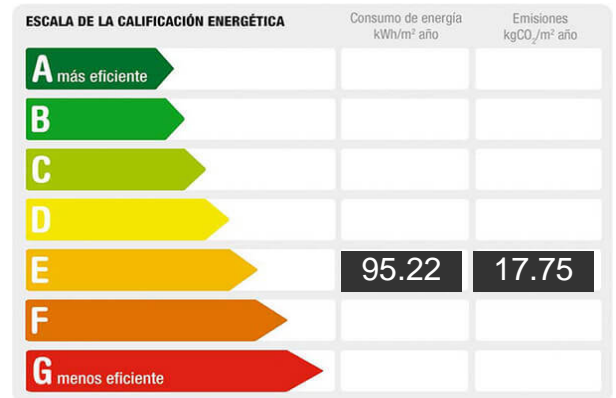 ESCALA DE LA CALIFICACIÓN ENERGÉTICA
Consumo de energía
kWh/m² año
Emisiones
kgCO₂/m² año
A más eficiente
B
C
D
E 95.22 17.75
F
G menos eficiente